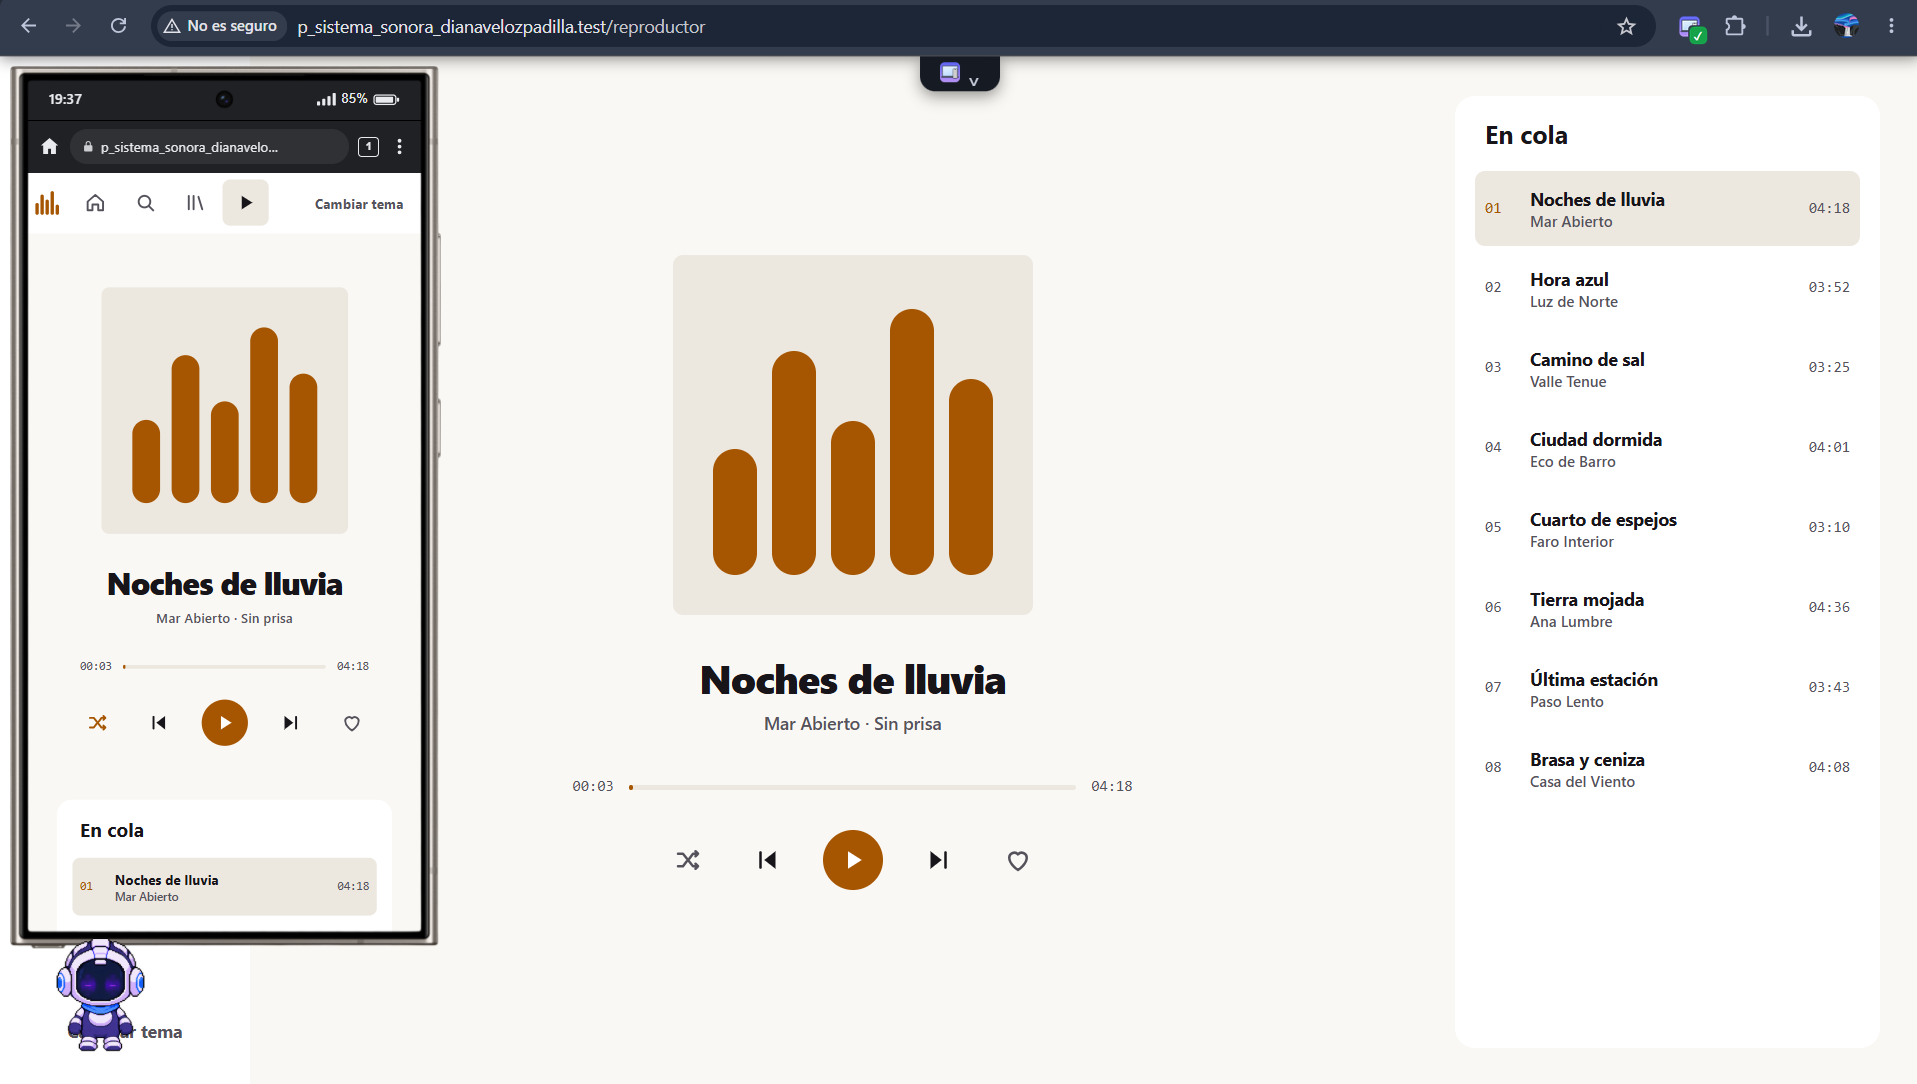 No es seguro
p_sistema_sonora_dianavelozpadilla.test/reproductor
19:37
85%
p_sistema_sonora_dianavelo...
1
Cambiar tema
Noches de lluvia
Mar Abierto · Sin prisa
00:03
04:18
En cola
01
Noches de lluvia
Mar Abierto
04:18
tema
Noches de lluvia
Mar Abierto · Sin prisa
00:03
04:18
En cola
01
Noches de lluvia
Mar Abierto
04:18
02
Hora azul
Luz de Norte
03:52
03
Camino de sal
Valle Tenue
03:25
04
Ciudad dormida
Eco de Barro
04:01
05
Cuarto de espejos
Faro Interior
03:10
06
Tierra mojada
Ana Lumbre
04:36
07
Última estación
Paso Lento
03:43
08
Brasa y ceniza
Casa del Viento
04:08